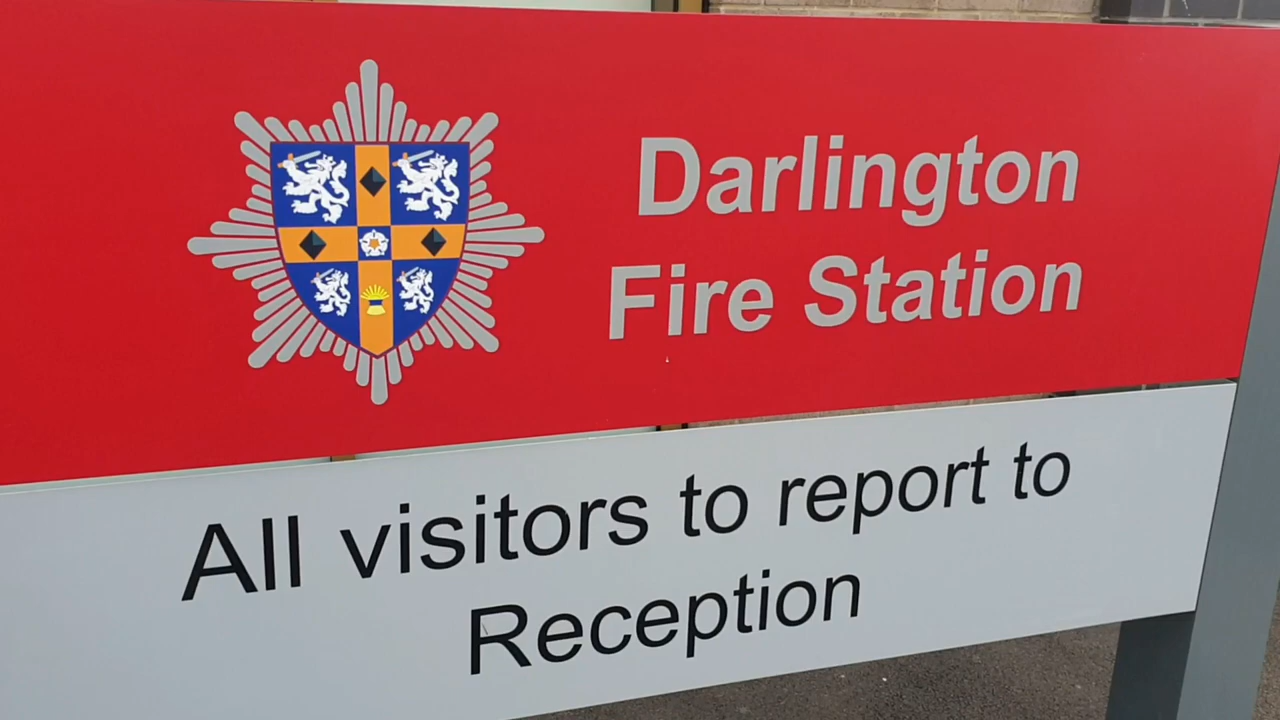 Darlington
Fire Station
All visitors to report to
Reception